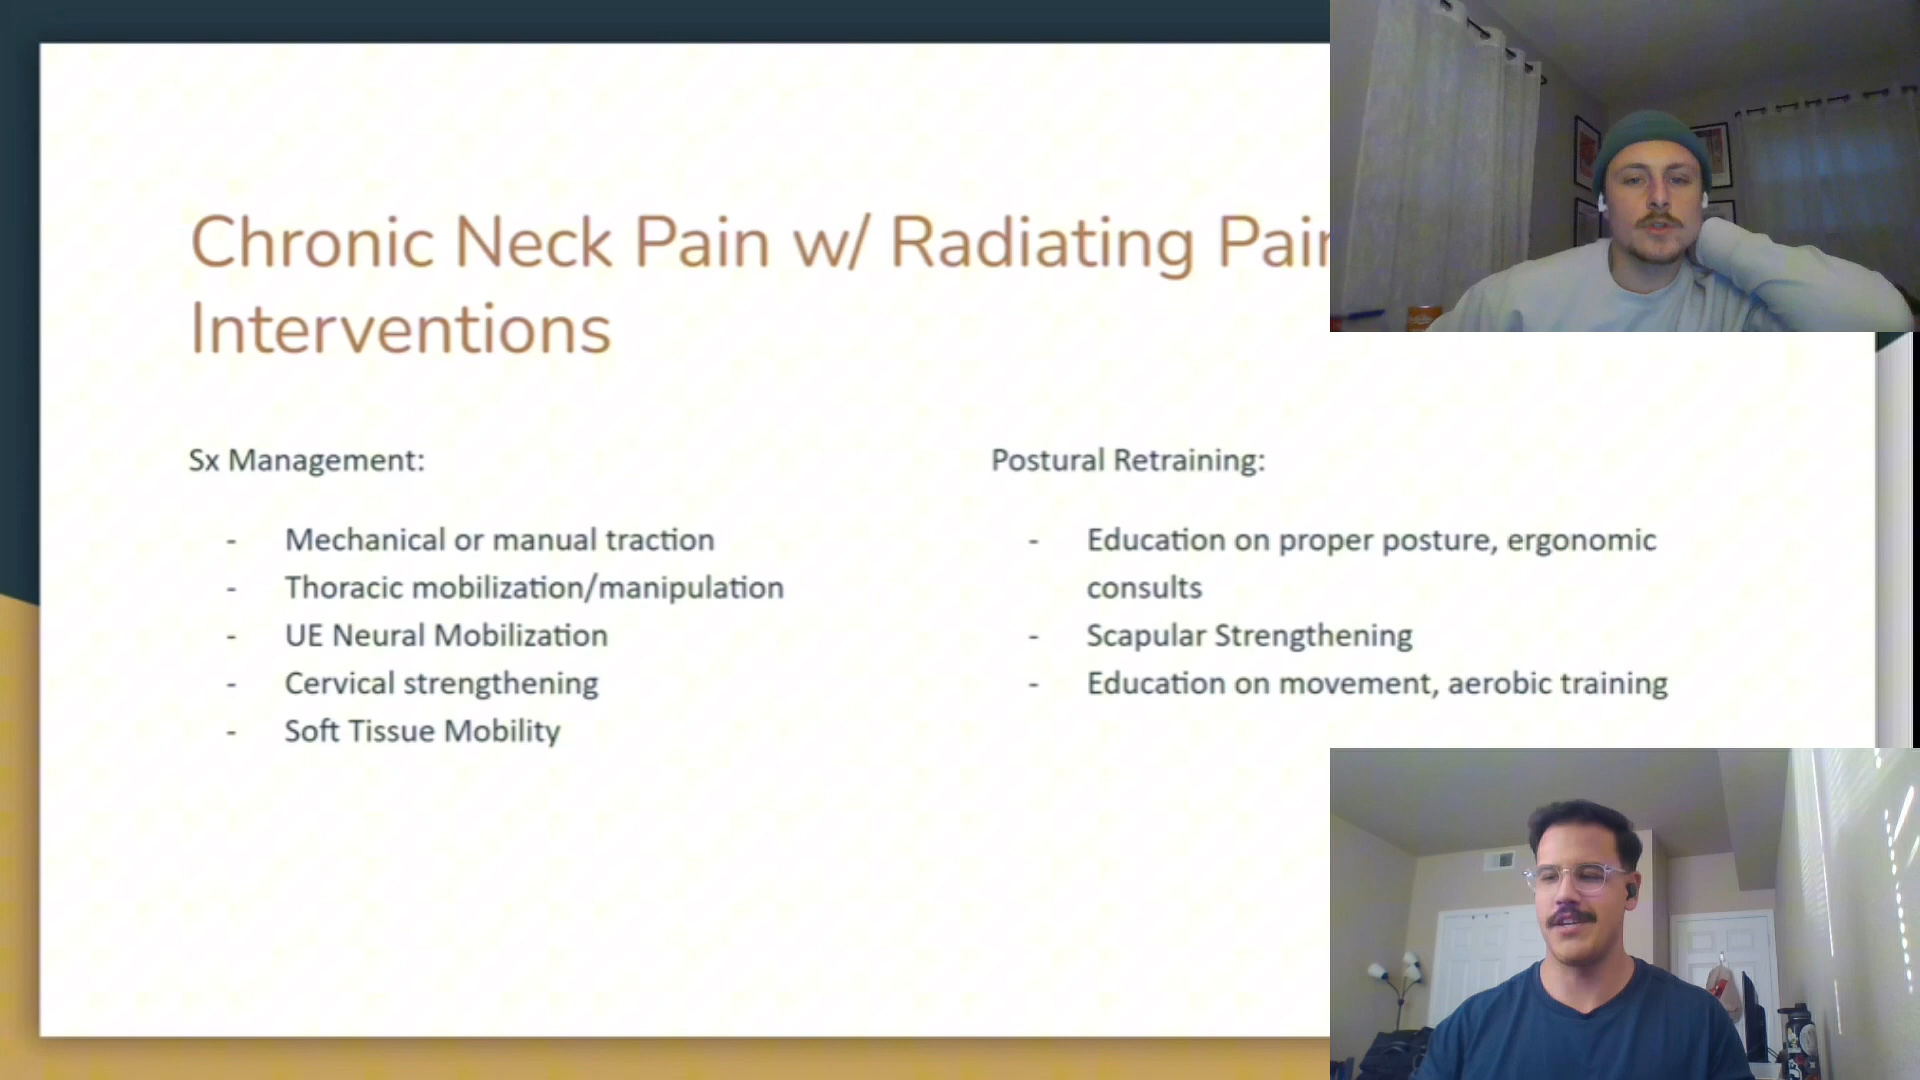 Chronic Neck Pain w/ Radiating Pain
Interventions
Sx Management:
- Mechanical or manual traction
- Thoracic mobilization/manipulation
- UE Neural Mobilization
- Cervical strengthening
- Soft Tissue Mobility
Postural Retraining:
- Education on proper posture, ergonomic
consults
- Scapular Strengthening
- Education on movement, aerobic training